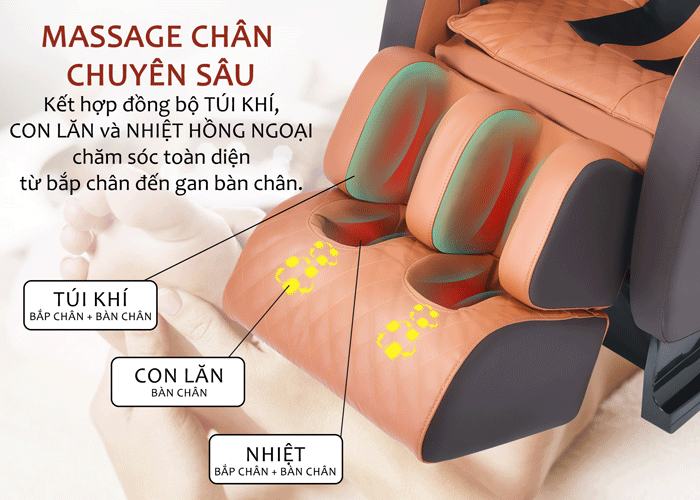 MASSAGE CHÂN
CHUYÊN SÂU
Kết hợp đồng bộ TÚI KHÍ,
CON LĂN và NHIỆT HỒNG NGOẠI
chăm sóc toàn diện
từ bắp chân đến gan bàn chân.
TÚI KHÍ
BẮP CHÂN + BÀN CHÂN
CON LĂN
BÀN CHÂN
NHIỆT
BẮP CHÂN + BÀN CHÂN